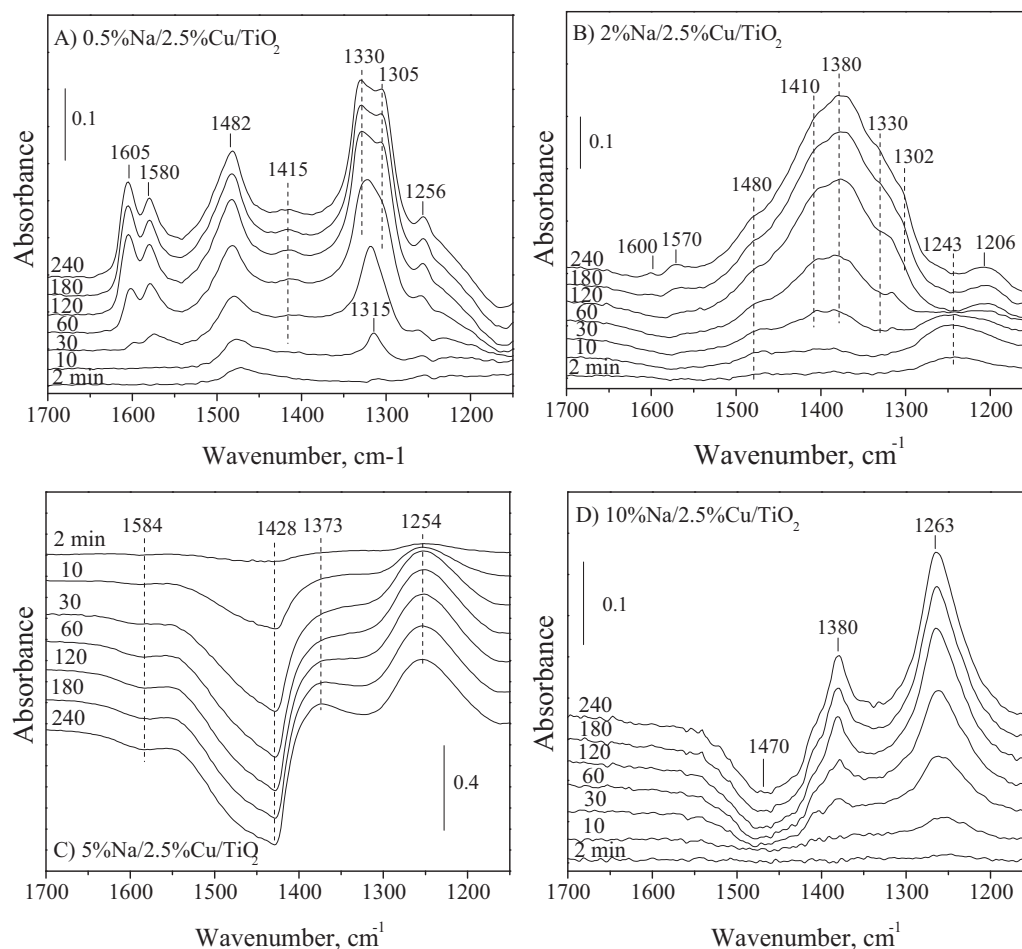 A) 0.5%Na/2.5%Cu/TiO2
1330
1305
0.1
1482
1605
1580
1415
1256
240
180
120
60
30
10
2 min
1315
Absorbance
1700 1600 1500 1400 1300 1200
Wavenumber, cm-1
B) 2%Na/2.5%Cu/TiO2
1380
1410
0.1
1330
1302
1480
1600
1570
1243
1206
240
180
120
60
30
10
2 min
Absorbance
1700 1600 1500 1400 1300 1200
Wavenumber, cm-1
1584
1428
1373
1254
2 min
10
30
60
120
180
240
0.4
C) 5%Na/2.5%Cu/TiO2
Absorbance
1700 1600 1500 1400 1300 1200
Wavenumber, cm-1
D) 10%Na/2.5%Cu/TiO2
1263
0.1
1380
1470
240
180
120
60
30
10
2 min
Absorbance
1700 1600 1500 1400 1300 1200
Wavenumber, cm-1